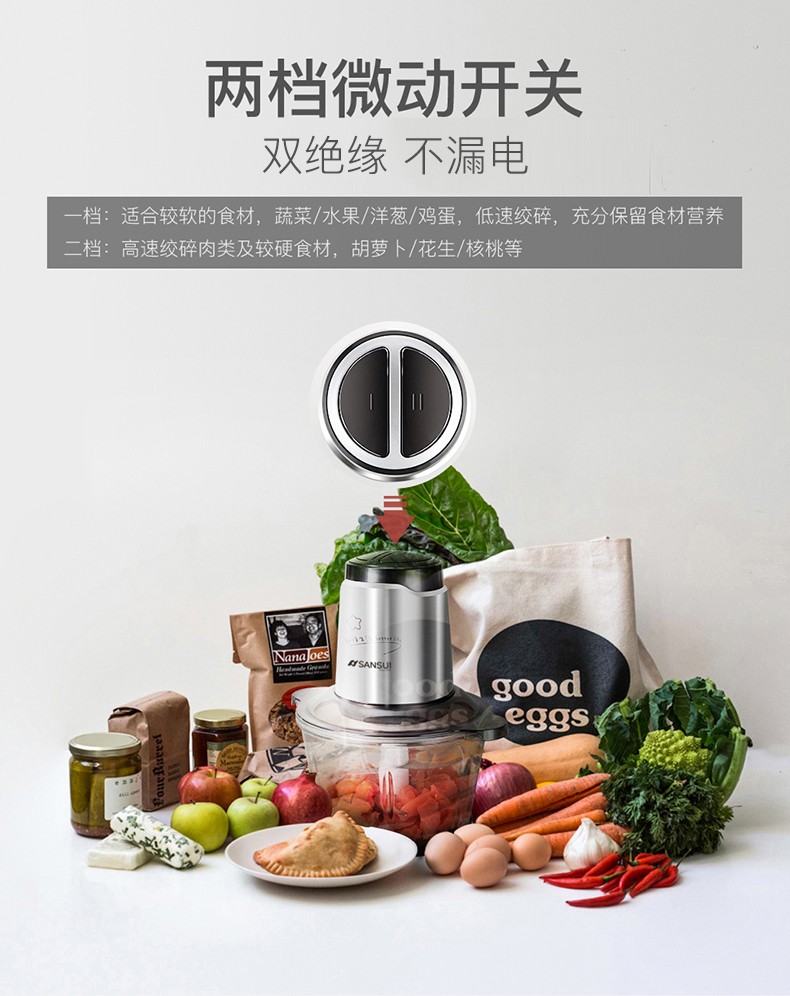 两档微动开关
双绝缘 不漏电
一档：适合较软的食材，蔬菜/水果/洋葱/鸡蛋，低速绞碎，充分保留食材营养
二档：高速绞碎肉类及较硬食材，胡萝卜/花生/核桃等
I II
NanaJoes
Handmade Granola
SANSUI
good
eggs
FourBarrel